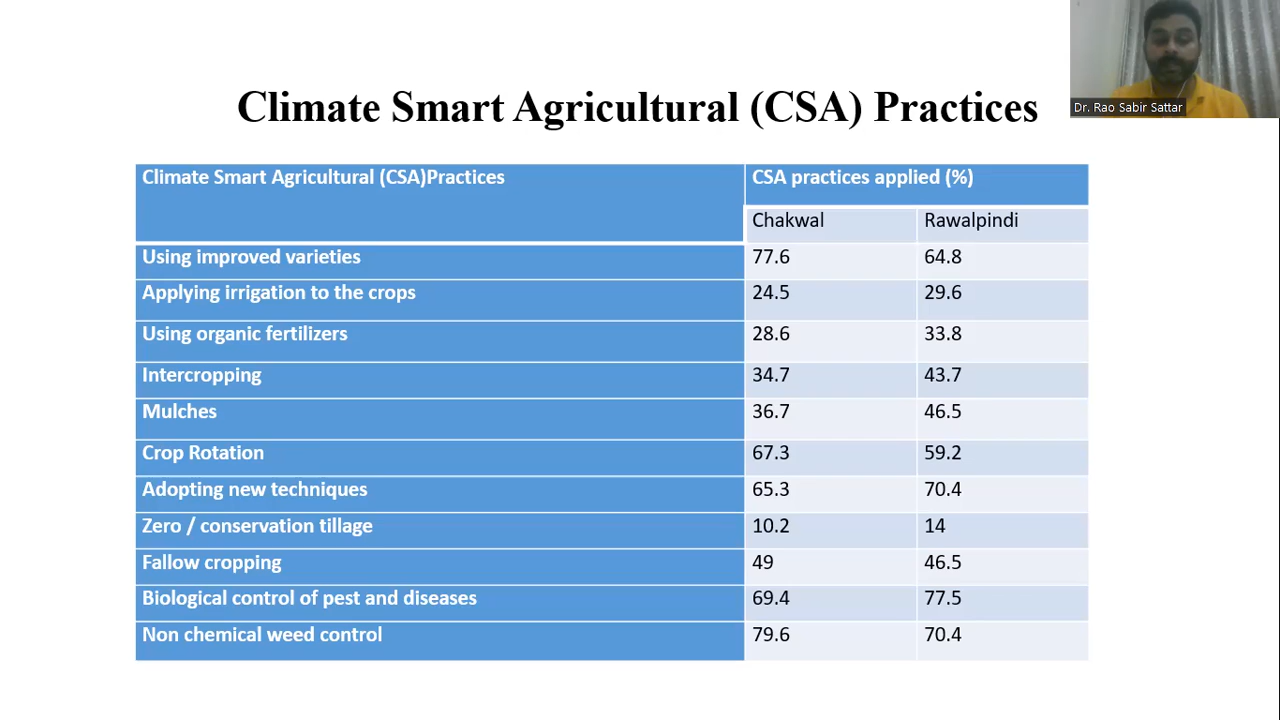 Dr. Rao Sabir Sattar
Climate Smart Agricultural (CSA) Practices
Climate Smart Agricultural (CSA)Practices CSA practices applied (%)
Chakwal Rawalpindi
Using improved varieties 77.6 64.8
Applying irrigation to the crops 24.5 29.6
Using organic fertilizers 28.6 33.8
Intercropping 34.7 43.7
Mulches 36.7 46.5
Crop Rotation 67.3 59.2
Adopting new techniques 65.3 70.4
Zero / conservation tillage 10.2 14
Fallow cropping 49 46.5
Biological control of pest and diseases 69.4 77.5
Non chemical weed control 79.6 70.4